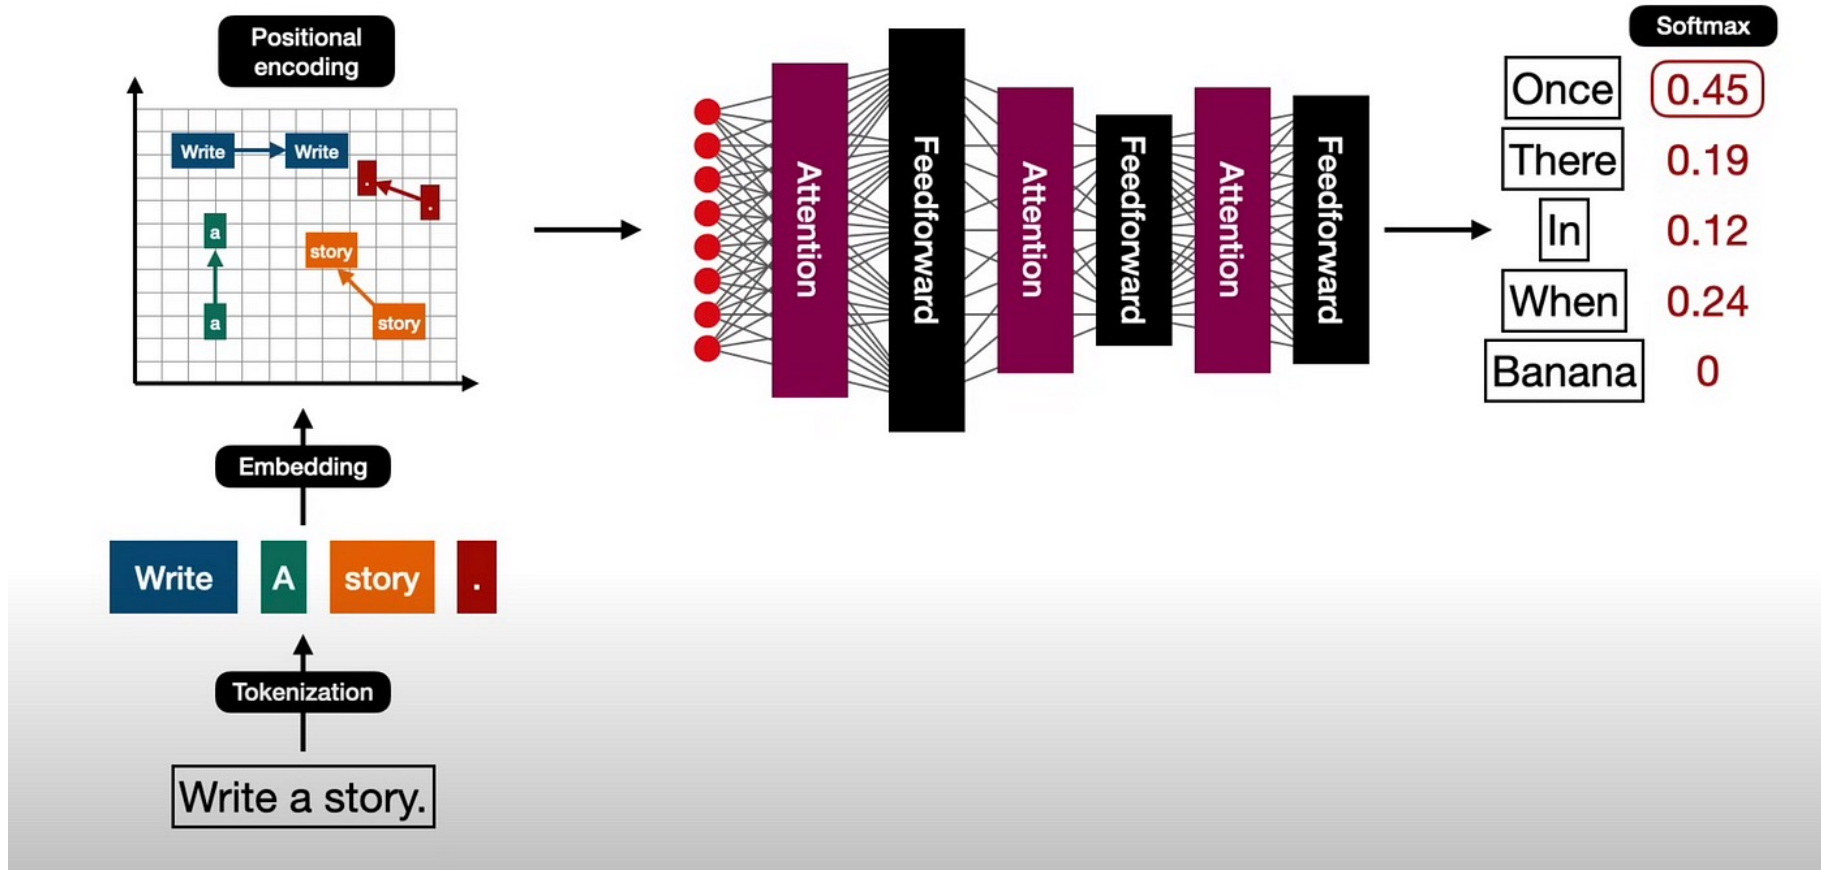 Positional
encoding
Write
Write
.
.
a
story
a
story
Embedding
Write A story .
Tokenization
Write a story.
Attention
Feedforward
Attention
Feedforward
Attention
Feedforward
Softmax
Once 0.45
There 0.19
In 0.12
When 0.24
Banana 0